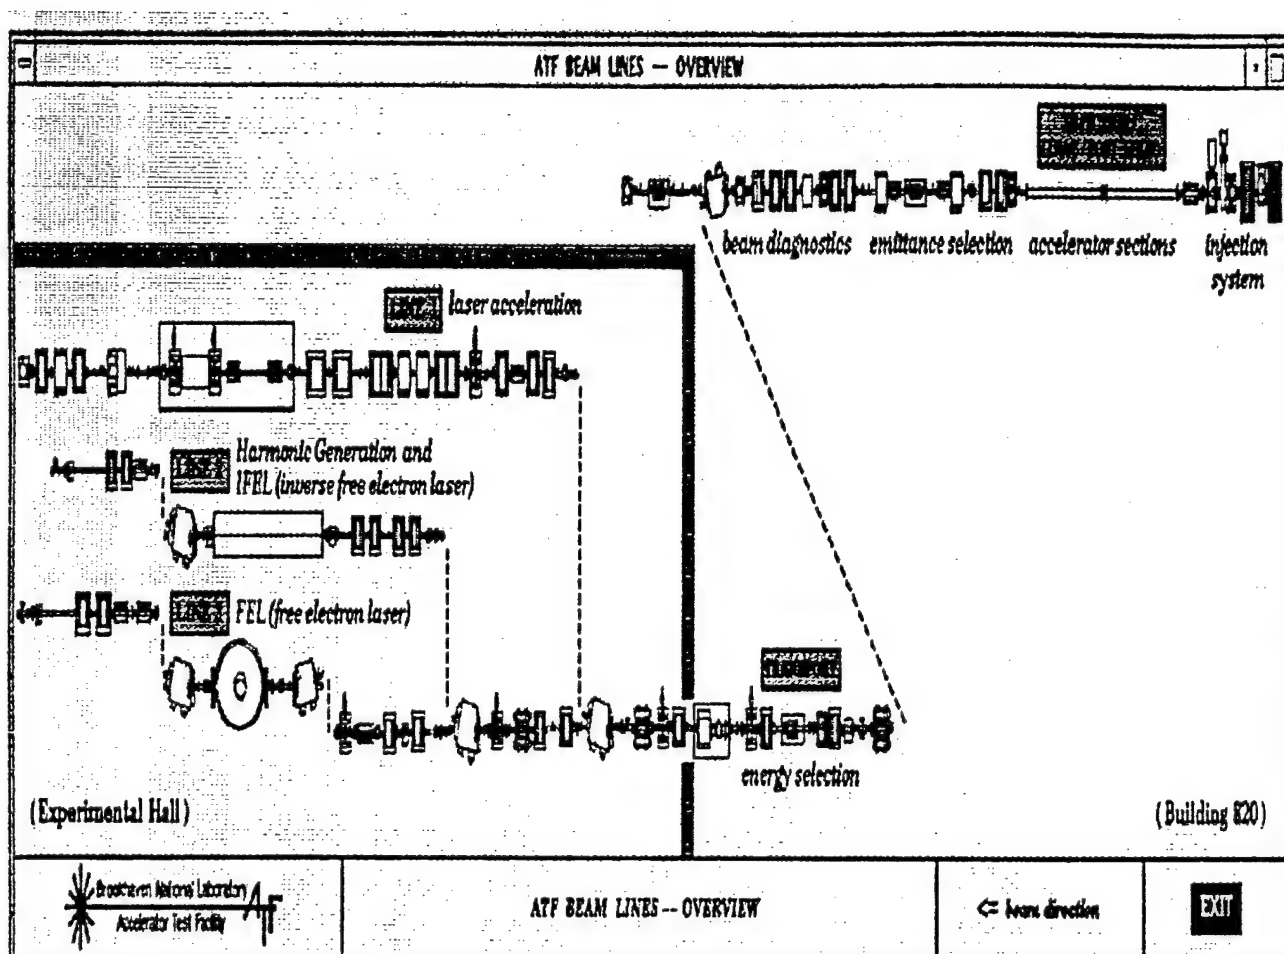 ATF BEAM LINES — OVERVIEW
beam diagnostics
emittance selection
accelerator sections
injection
system
laser acceleration
Harmonic Generation and
IFEL (inverse free electron laser)
FEL (free electron laser)
TRANSPORT
energy selection
(Experimental Hall)
(Building 820)
Brookhaven National Laboratory
Accelerator Test Facility
ATF
ATF BEAM LINES -- OVERVIEW
<= beam direction
EXIT